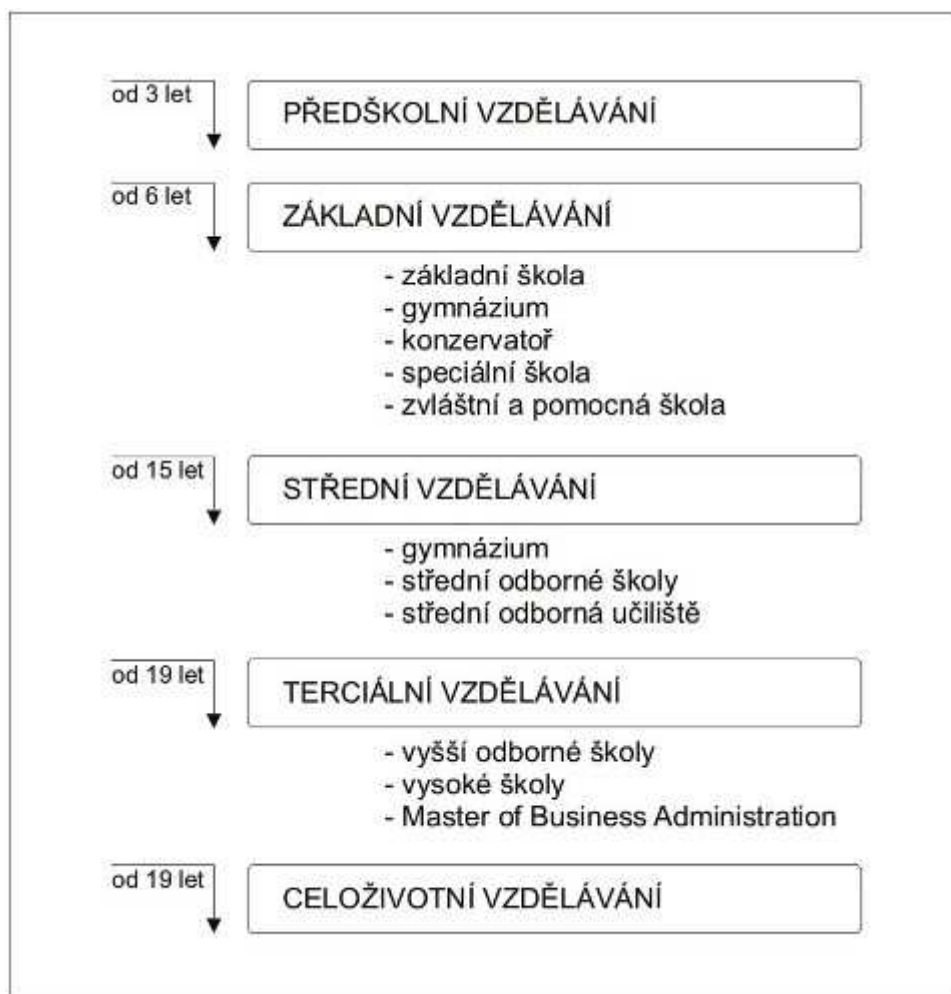 od 3 let
PŘEDŠKOLNÍ VZDĚLÁVÁNÍ
od 6 let
ZÁKLADNÍ VZDĚLÁVÁNÍ
- základní škola
- gymnázium
- konzervatoř
- speciální škola
- zvláštní a pomocná škola
od 15 let
STŘEDNÍ VZDĚLÁVÁNÍ
- gymnázium
- střední odborné školy
- střední odborná učiliště
od 19 let
TERCIÁLNÍ VZDĚLÁVÁNÍ
- vyšší odborné školy
- vysoké školy
- Master of Business Administration
od 19 let
CELOŽIVOTNÍ VZDĚLÁVÁNÍ